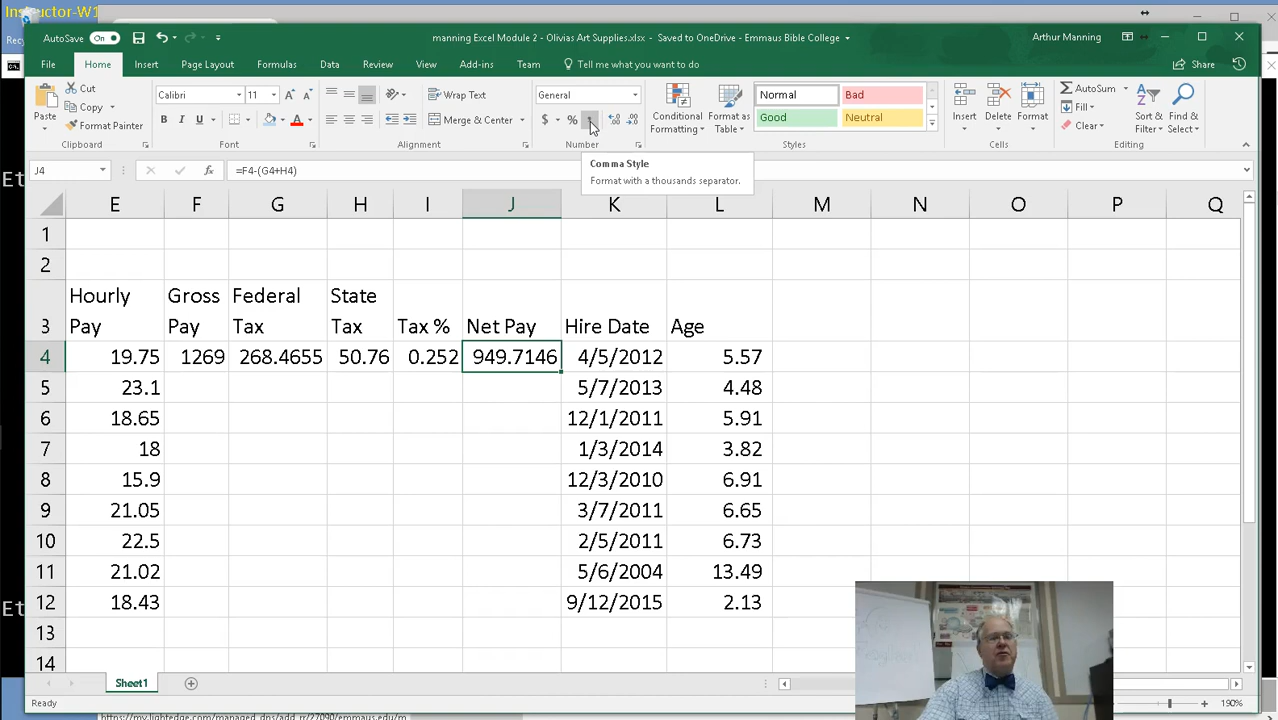 Instructor-W1
Recy
AutoSave On
manning Excel Module 2 - Olivias Art Supplies.xlsx - Saved to OneDrive - Emmaus Bible College
Arthur Manning
File Home Insert Page Layout Formulas Data Review View Add-ins Team Tell me what you want to do Share
Paste
Cut
Copy
Format Painter
Clipboard
Calibri 11
B I U
Font
Wrap Text
Merge & Center
Alignment
General
$ % ,
Number
Conditional Formatting
Format as Table
Normal Bad
Good Neutral
Styles
Insert Delete Format
Cells
AutoSum
Fill
Clear
Sort & Filter
Find & Select
Editing
Comma Style
Format with a thousands separator.
J4 fx =F4-(G4+H4)
E F G H I J K L M N O P Q
1
2
3 Hourly Pay Gross Pay Federal Tax State Tax Tax % Net Pay Hire Date Age
4 19.75 1269 268.4655 50.76 0.252 949.7146 4/5/2012 5.57
5 23.1 5/7/2013 4.48
6 18.65 12/1/2011 5.91
7 18 1/3/2014 3.82
8 15.9 12/3/2010 6.91
9 21.05 3/7/2011 6.65
10 22.5 2/5/2011 6.73
11 21.02 5/6/2004 13.49
12 18.43 9/12/2015 2.13
13
14
Et
Et
Sheet1
Ready
190%
https://my.lightedge.com/managed_dns/add_rr/27090/emmaus.edu/m